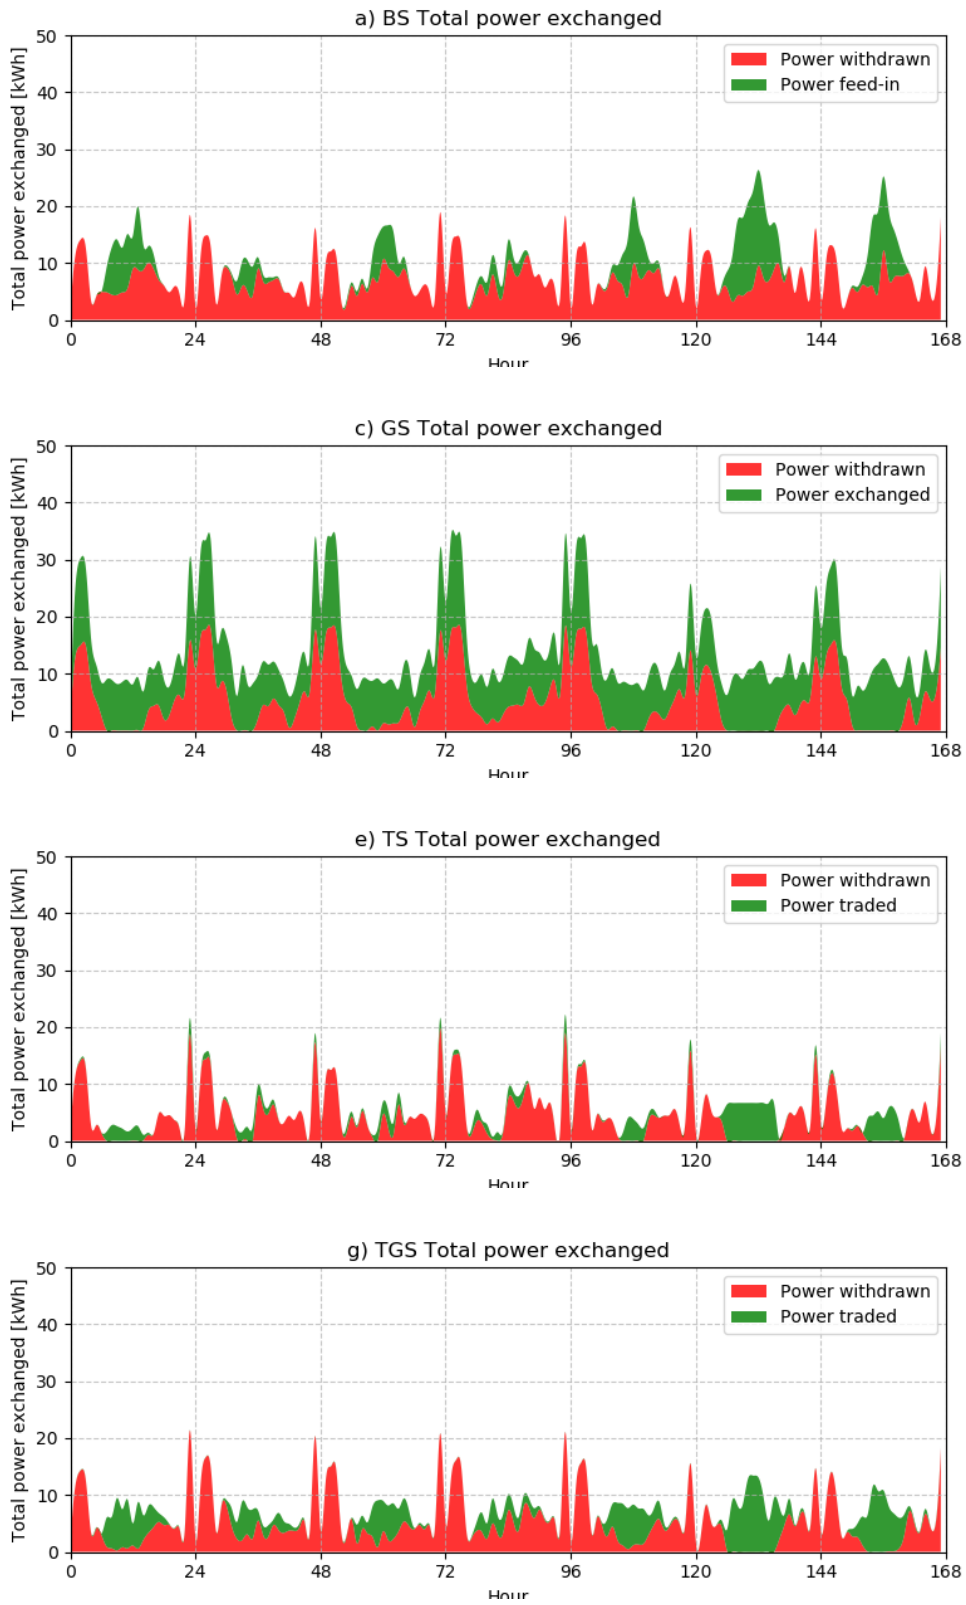 a) BS Total power exchanged
Total power exchanged [kWh]
50
40
30
20
10
0
Power withdrawn
Power feed-in
0 24 48 72 96 120 144 168
Hour
c) GS Total power exchanged
Total power exchanged [kWh]
50
40
30
20
10
0
Power withdrawn
Power exchanged
0 24 48 72 96 120 144 168
Hour
e) TS Total power exchanged
Total power exchanged [kWh]
50
40
30
20
10
0
Power withdrawn
Power traded
0 24 48 72 96 120 144 168
Hour
g) TGS Total power exchanged
Total power exchanged [kWh]
50
40
30
20
10
0
Power withdrawn
Power traded
0 24 48 72 96 120 144 168
Hour